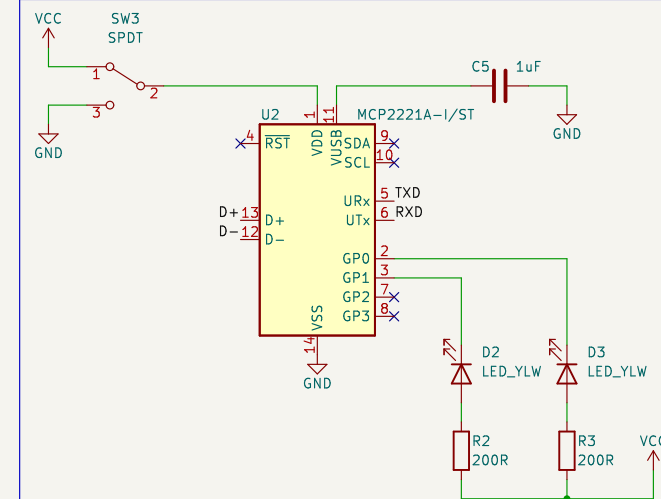 VCC
SW3
SPDT
1
2
3
GND
C5
1uF
GND
U2
MCP2221A-I/ST
1
11
VDD
VUSB
4
RST
SDA
9
SCL
10
URx
5
TXD
UTx
6
RXD
D+
13
D+
D-
12
D-
GP0
2
GP1
3
GP2
7
GP3
8
VSS
14
GND
D2
LED_YLW
D3
LED_YLW
R2
200R
R3
200R
VCC